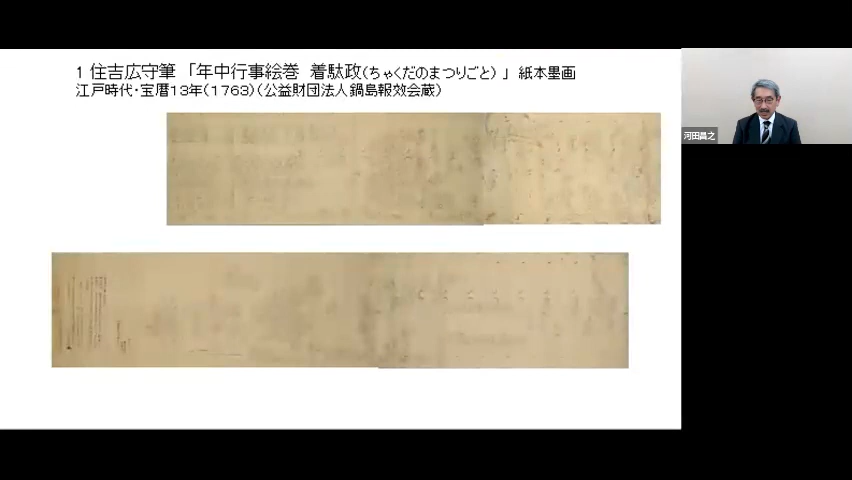 1 住吉広守筆 「年中行事絵巻 着駄政(ちゃくだのまつりごと) 」 紙本墨画
江戸時代・宝暦13年(1763)(公益財団法人鍋島報效会蔵)
河田昌之